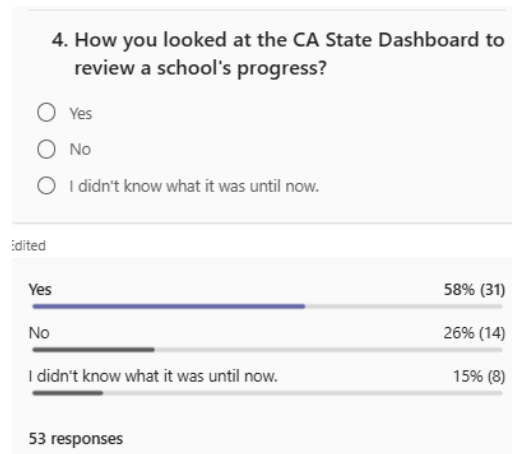 4. How you looked at the CA State Dashboard to
review a school's progress?
Yes
No
I didn't know what it was until now.
Edited
Yes 58% (31)
No 26% (14)
I didn't know what it was until now. 15% (8)
53 responses